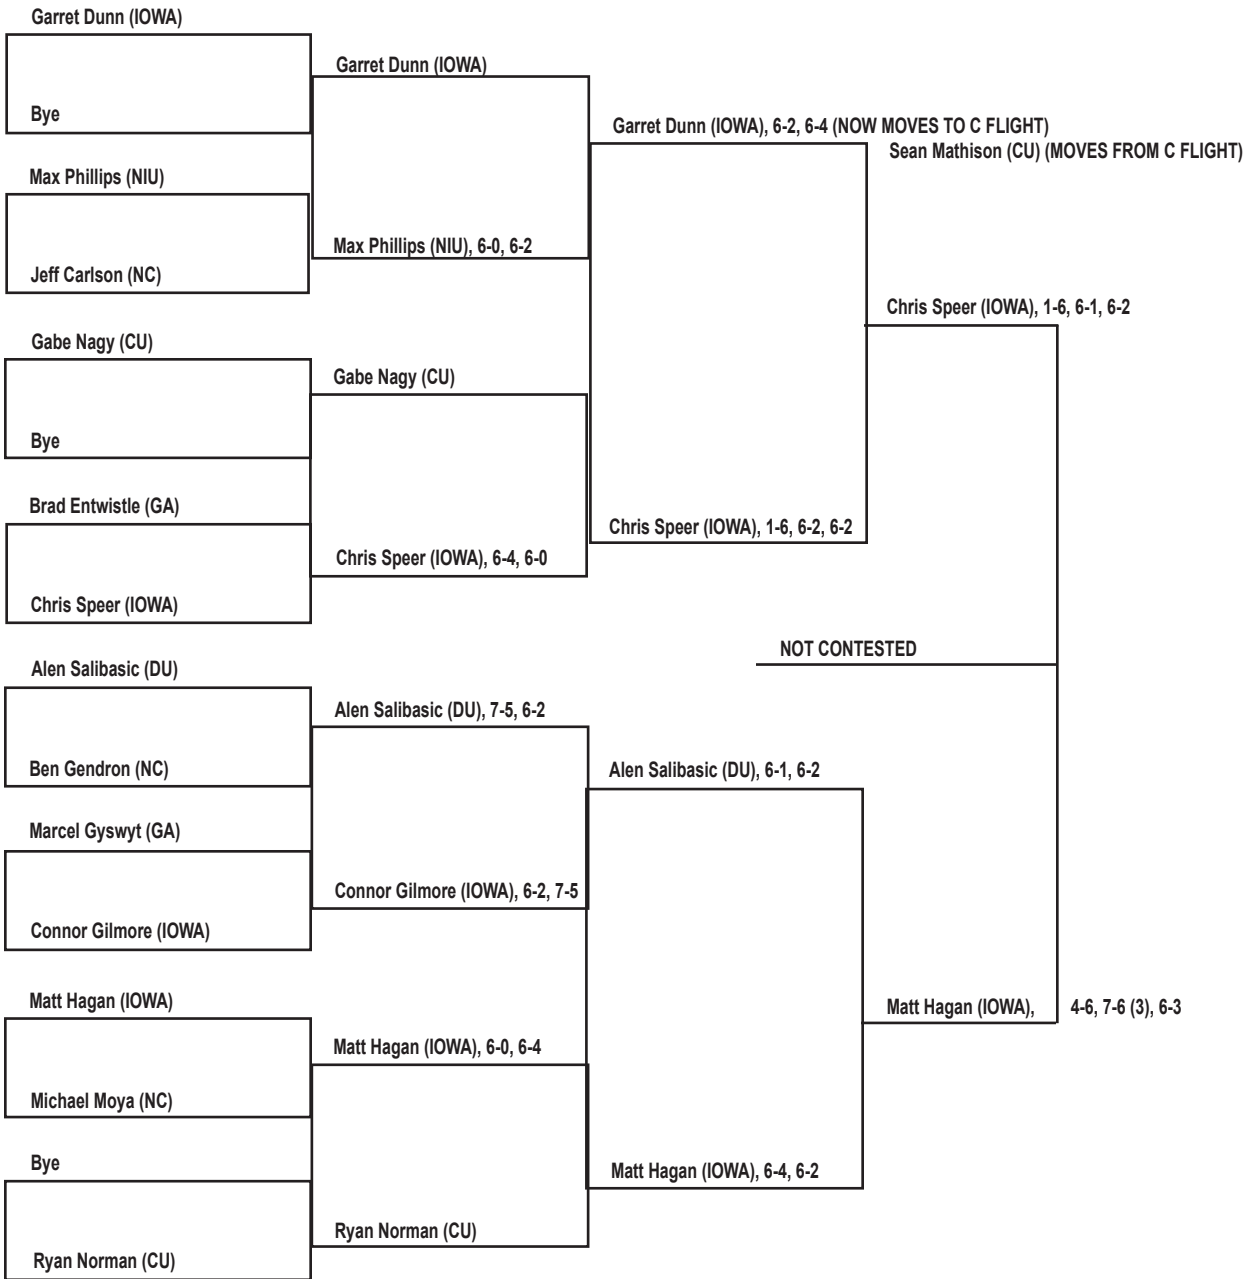 Garret Dunn (IOWA)
Bye
Max Phillips (NIU)
Jeff Carlson (NC)
Gabe Nagy (CU)
Bye
Brad Entwistle (GA)
Chris Speer (IOWA)
Alen Salibasic (DU)
Ben Gendron (NC)
Marcel Gyswyt (GA)
Connor Gilmore (IOWA)
Matt Hagan (IOWA)
Michael Moya (NC)
Bye
Ryan Norman (CU)
Garret Dunn (IOWA)
Max Phillips (NIU), 6-0, 6-2
Gabe Nagy (CU)
Chris Speer (IOWA), 6-4, 6-0
Alen Salibasic (DU), 7-5, 6-2
Connor Gilmore (IOWA), 6-2, 7-5
Matt Hagan (IOWA), 6-0, 6-4
Ryan Norman (CU)
Garret Dunn (IOWA), 6-2, 6-4 (NOW MOVES TO C FLIGHT)
Chris Speer (IOWA), 1-6, 6-2, 6-2
Alen Salibasic (DU), 6-1, 6-2
Matt Hagan (IOWA), 6-4, 6-2
Sean Mathison (CU) (MOVES FROM C FLIGHT)
Chris Speer (IOWA), 1-6, 6-1, 6-2
NOT CONTESTED
Matt Hagan (IOWA), 4-6, 7-6 (3), 6-3